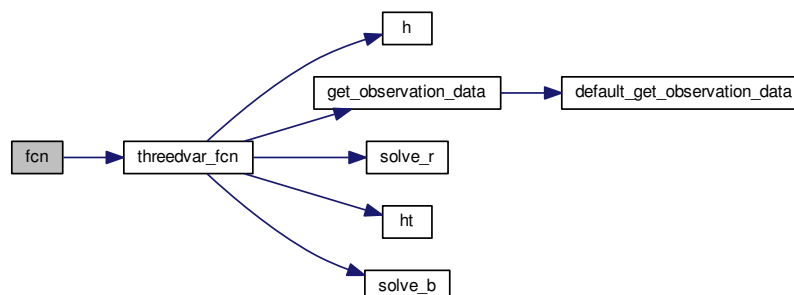 h
get_observation_data
default_get_observation_data
fcn
threedvar_fcn
solve_r
ht
solve_b